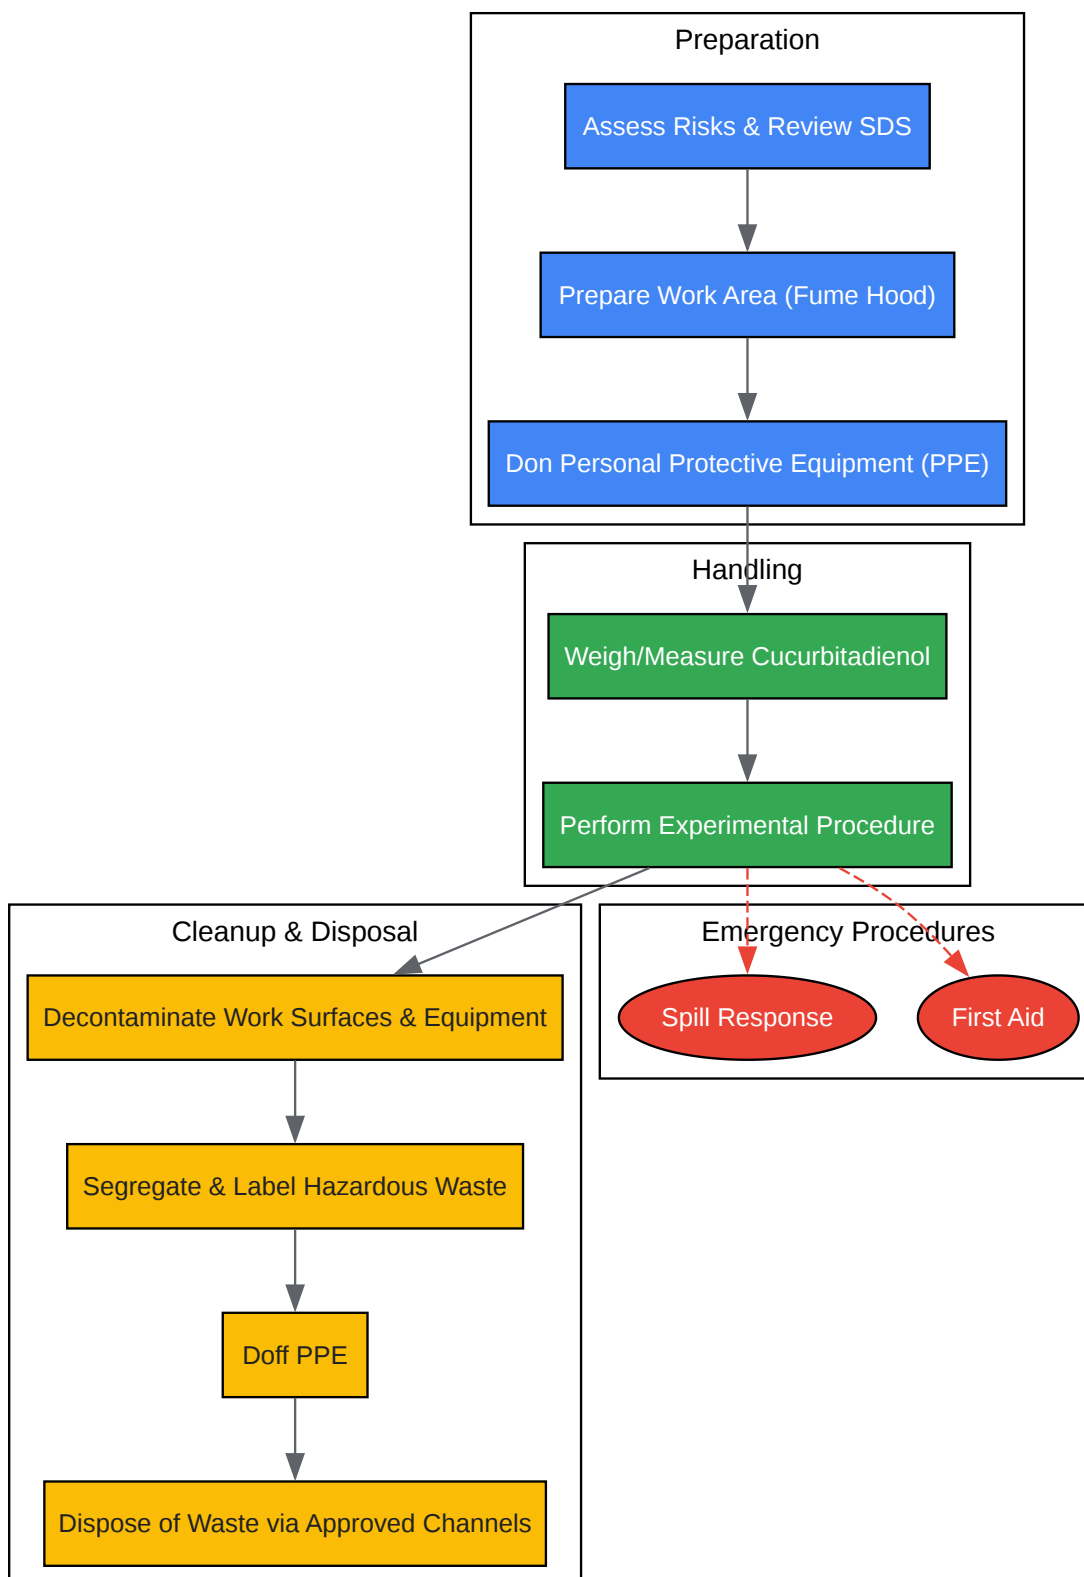 Preparation
Assess Risks & Review SDS
Prepare Work Area (Fume Hood)
Don Personal Protective Equipment (PPE)
Handling
Weigh/Measure Cucurbitadienol
Perform Experimental Procedure
Cleanup & Disposal
Decontaminate Work Surfaces & Equipment
Segregate & Label Hazardous Waste
Doff PPE
Dispose of Waste via Approved Channels
Emergency Procedures
Spill Response
First Aid